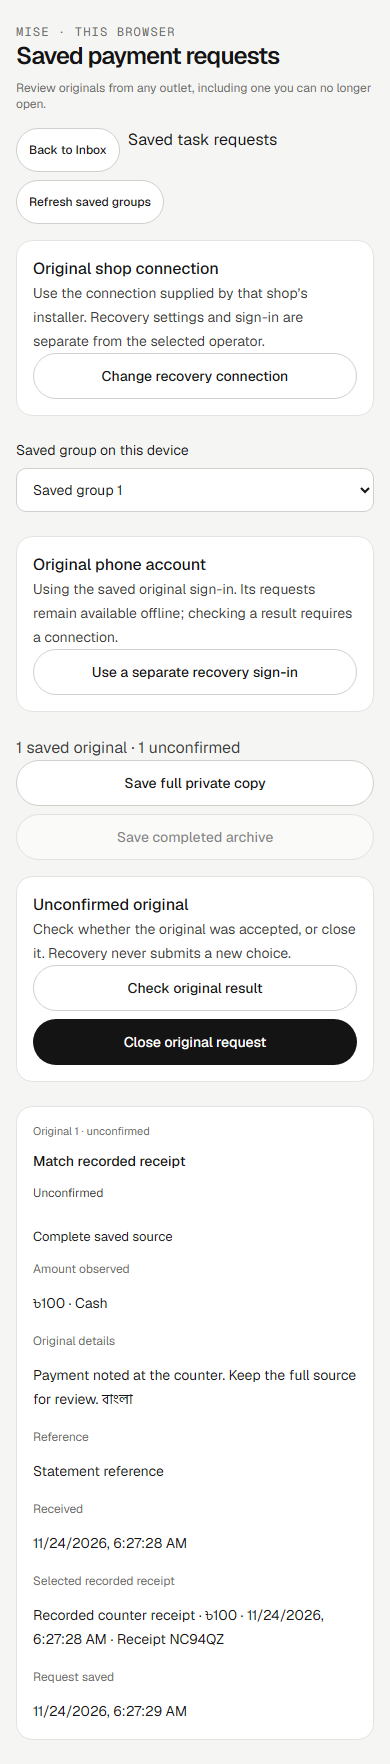 MISE · THIS BROWSER
Saved payment requests
Review originals from any outlet, including one you can no longer
open.
Back to Inbox
Saved task requests
Refresh saved groups
Original shop connection
Use the connection supplied by that shop's
installer. Recovery settings and sign-in are
separate from the selected operator.
Change recovery connection
Saved group on this device
Saved group 1
Original phone account
Using the saved original sign-in. Its requests
remain available offline; checking a result requires
a connection.
Use a separate recovery sign-in
1 saved original · 1 unconfirmed
Save full private copy
Save completed archive
Unconfirmed original
Check whether the original was accepted, or close
it. Recovery never submits a new choice.
Check original result
Close original request
Original 1 · unconfirmed
Match recorded receipt
Unconfirmed
Complete saved source
Amount observed
৳100 · Cash
Original details
Payment noted at the counter. Keep the full source
for review. বাংলা
Reference
Statement reference
Received
11/24/2026, 6:27:28 AM
Selected recorded receipt
Recorded counter receipt · ৳100 · 11/24/2026,
6:27:28 AM · Receipt NC94QZ
Request saved
11/24/2026, 6:27:29 AM